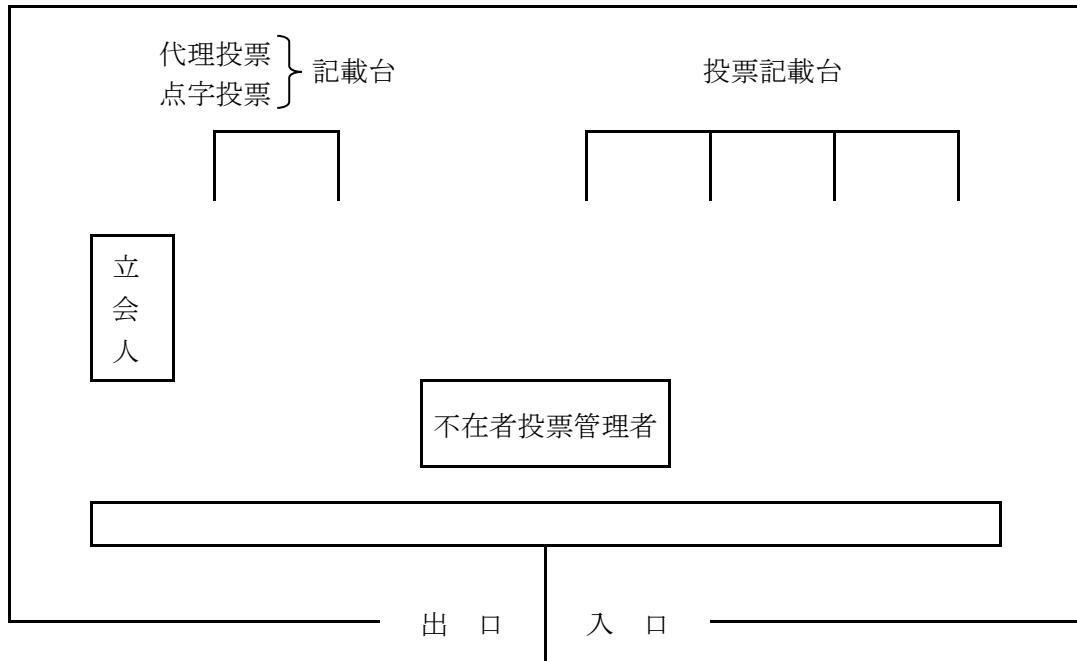 代理投票
点字投票
記載台
投票記載台
立会人
不在者投票管理者
出 口
入 口